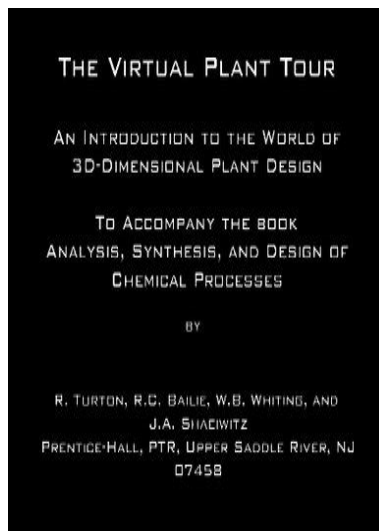 THE VIRTUAL PLANT TOUR
AN INTRODUCTION TO THE WORLD OF
3D-DIMENSIONAL PLANT DESIGN
TO ACCOMPANY THE BOOK
ANALYSIS, SYNTHESIS, AND DESIGN OF
CHEMICAL PROCESSES
BY
R. TURTON, R.C. BAILIE, W.B. WHITING, AND
J.A. SHAEIWITZ
PRENTICE-HALL, PTR, UPPER SADDLE RIVER, NJ
07458